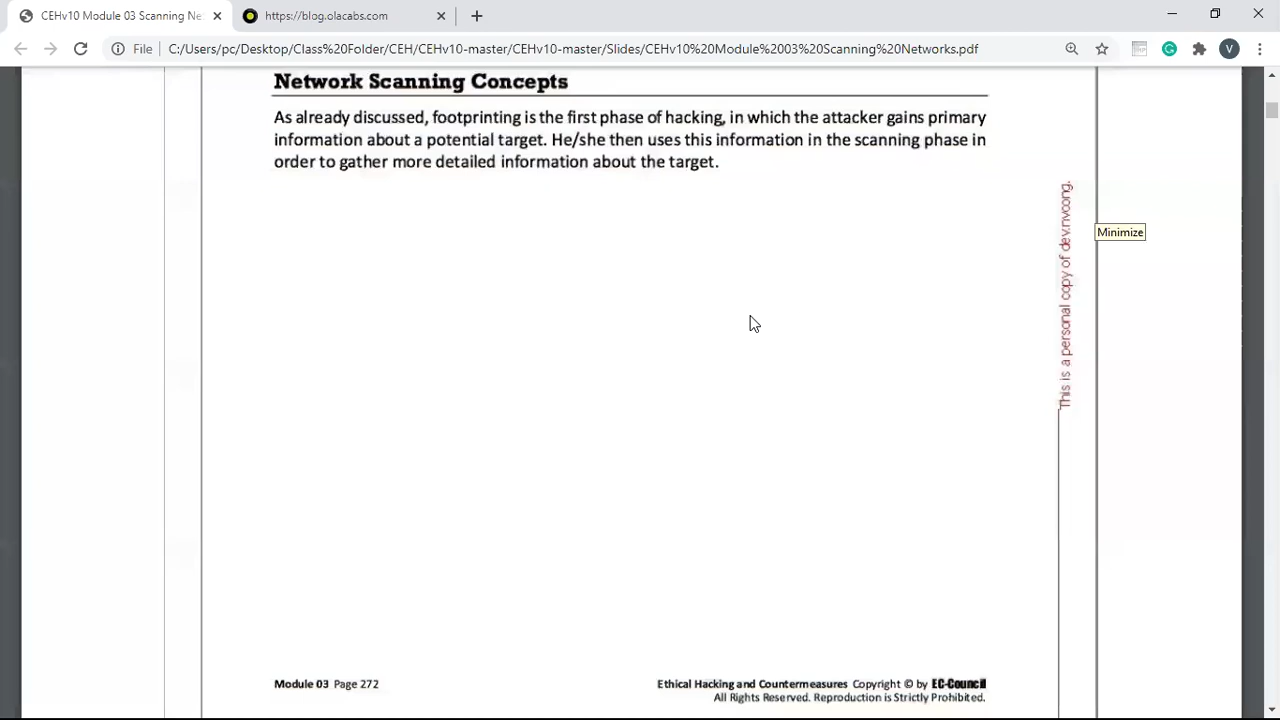 CEHv10 Module 03 Scanning Ne
https://blog.olacabs.com
File
C:/Users/pc/Desktop/Class%20Folder/CEH/CEHv10-master/CEHv10-master/Slides/CEHv10%20Module%2003%20Scanning%20Networks.pdf
V
Network Scanning Concepts
As already discussed, footprinting is the first phase of hacking, in which the attacker gains primary
information about a potential target. He/she then uses this information in the scanning phase in
order to gather more detailed information about the target.
This is a personal copy of dev.nvcong.
Minimize
Module 03 Page 272
Ethical Hacking and Countermeasures Copyright © by EC-Council
All Rights Reserved. Reproduction is Strictly Prohibited.